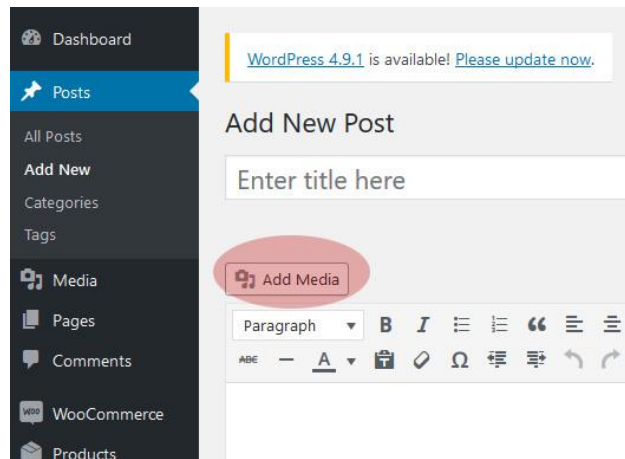 Dashboard
WordPress 4.9.1 is available! Please update now.
Posts
Add New Post
All Posts
Add New
Enter title here
Categories
Tags
Media
Add Media
Pages
Paragraph B I
Comments
ABC A Ω
WOO WooCommerce
Products